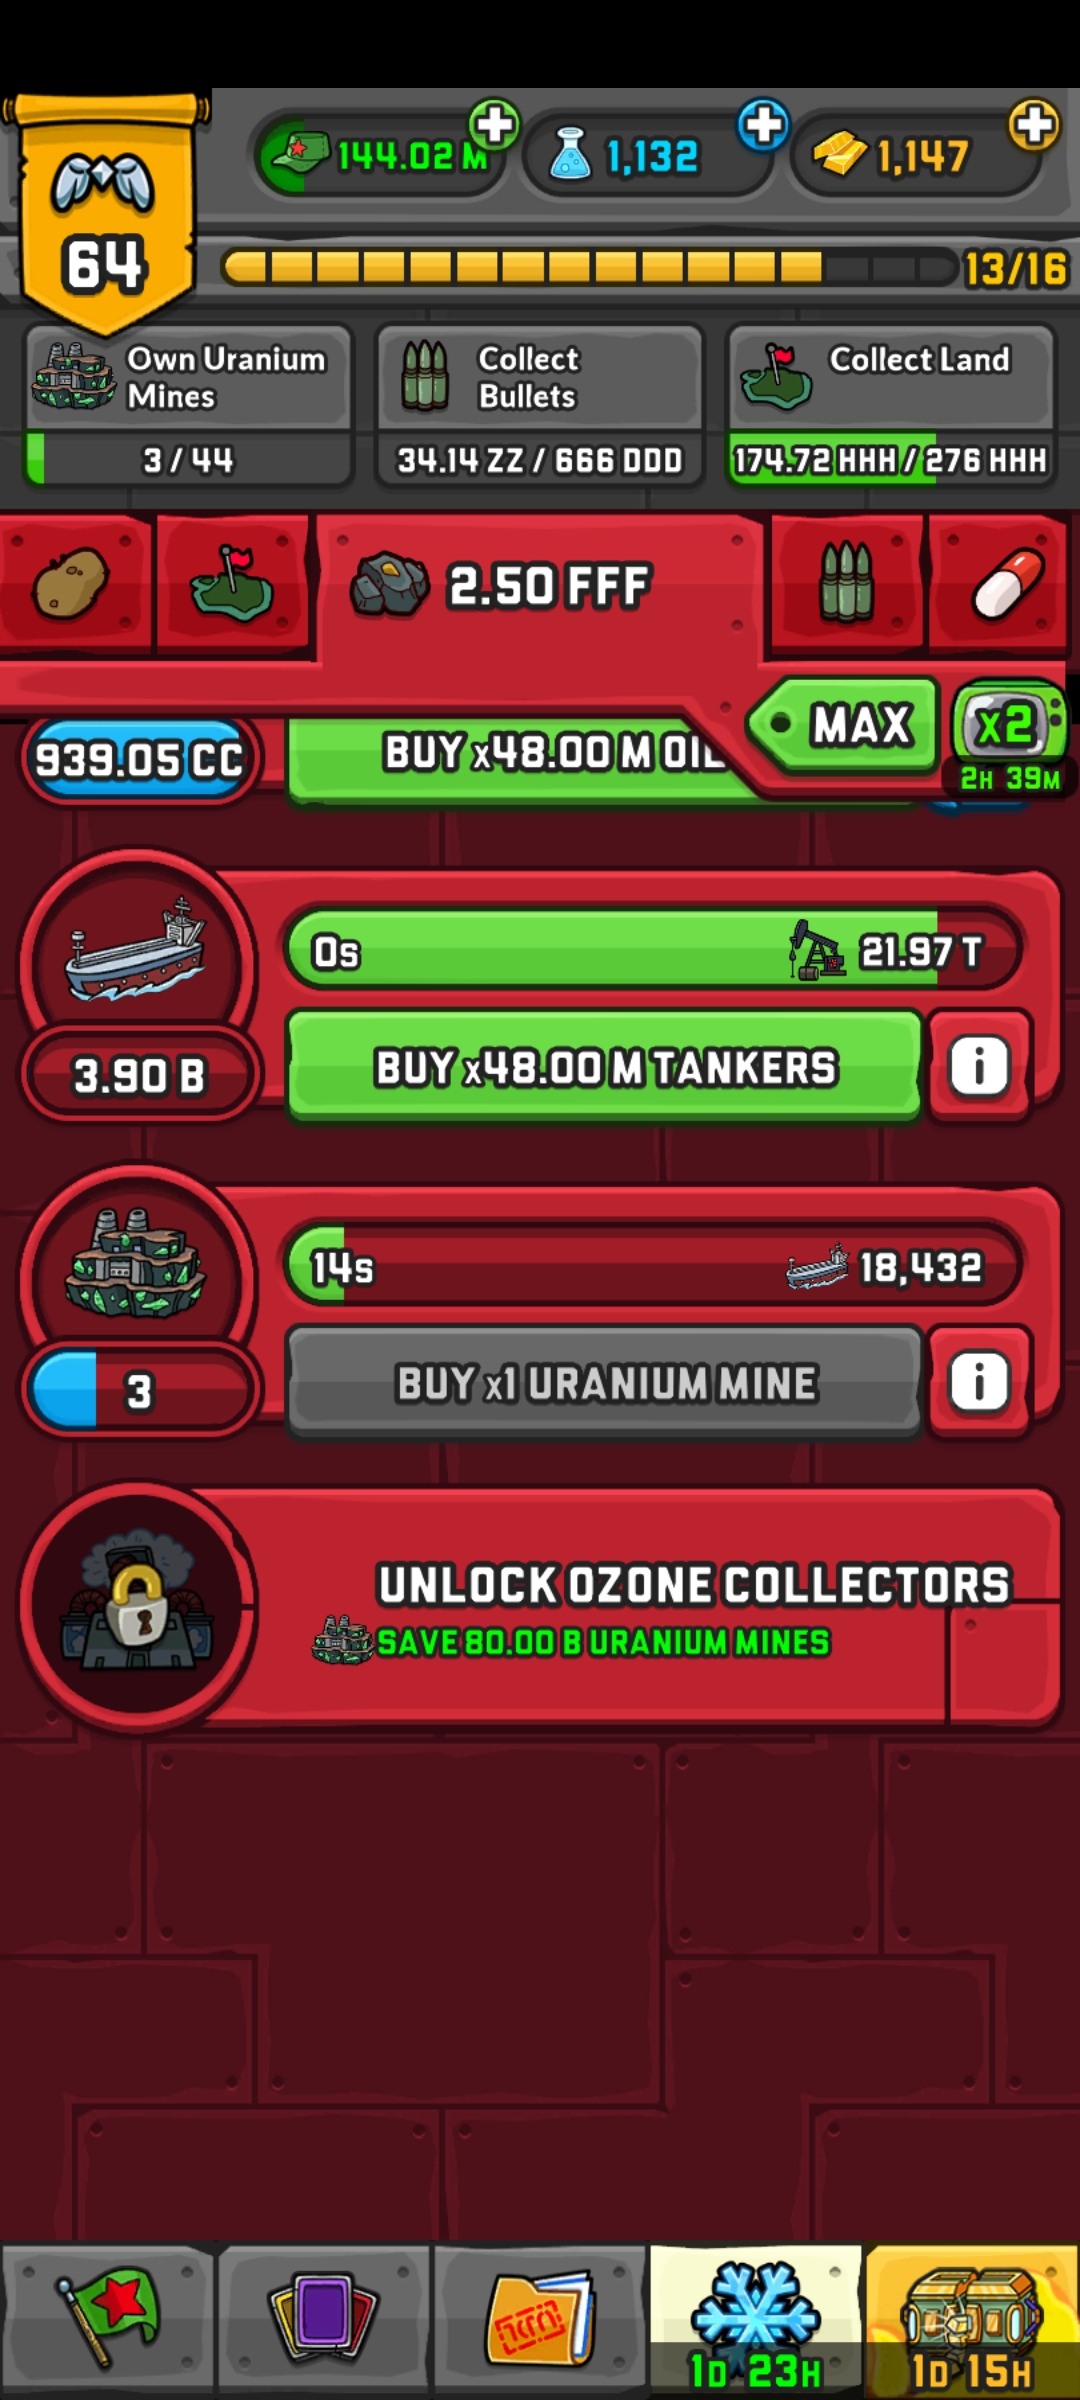 144.02 M
1,132
1,147
64
13/16
Own Uranium
Mines
3 / 44
Collect
Bullets
34.14 ZZ / 666 DDD
Collect Land
174.72 HHH / 276 HHH
2.50 FFF
MAX
X2
2H 39M
939.05 CC
BUY x48.00 M OIL
0s
21.97 T
3.90 B
BUY x48.00 M TANKERS
i
14s
18,432
3
BUY x1 URANIUM MINE
i
UNLOCK OZONE COLLECTORS
SAVE 80.00 B URANIUM MINES
1D 23H
1D 15H